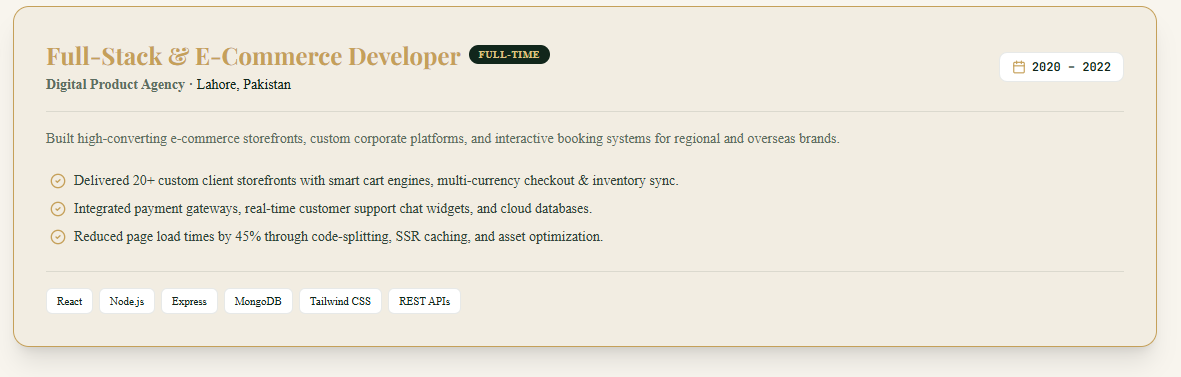 Full-Stack & E-Commerce Developer FULL-TIME
Digital Product Agency · Lahore, Pakistan
2020 – 2022
Built high-converting e-commerce storefronts, custom corporate platforms, and interactive booking systems for regional and overseas brands.
Delivered 20+ custom client storefronts with smart cart engines, multi-currency checkout & inventory sync.
Integrated payment gateways, real-time customer support chat widgets, and cloud databases.
Reduced page load times by 45% through code-splitting, SSR caching, and asset optimization.
React Node.js Express MongoDB Tailwind CSS REST APIs